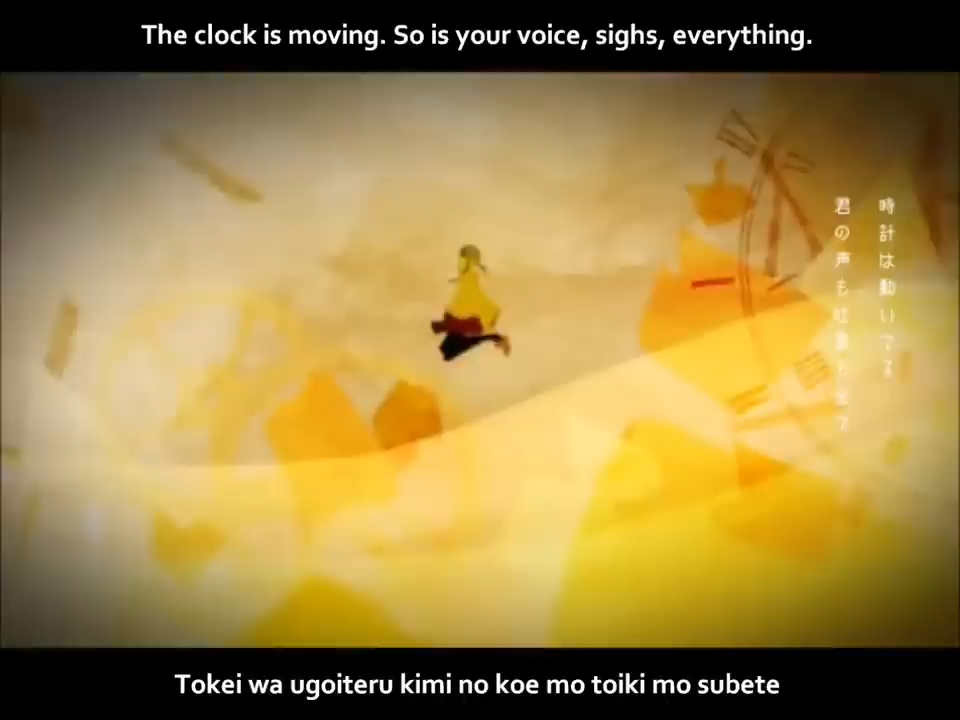 The clock is moving. So is your voice, sighs, everything.
時計は動いてる
君の声も吐息も全て
Tokei wa ugoiteru kimi no koe mo toiki mo subete